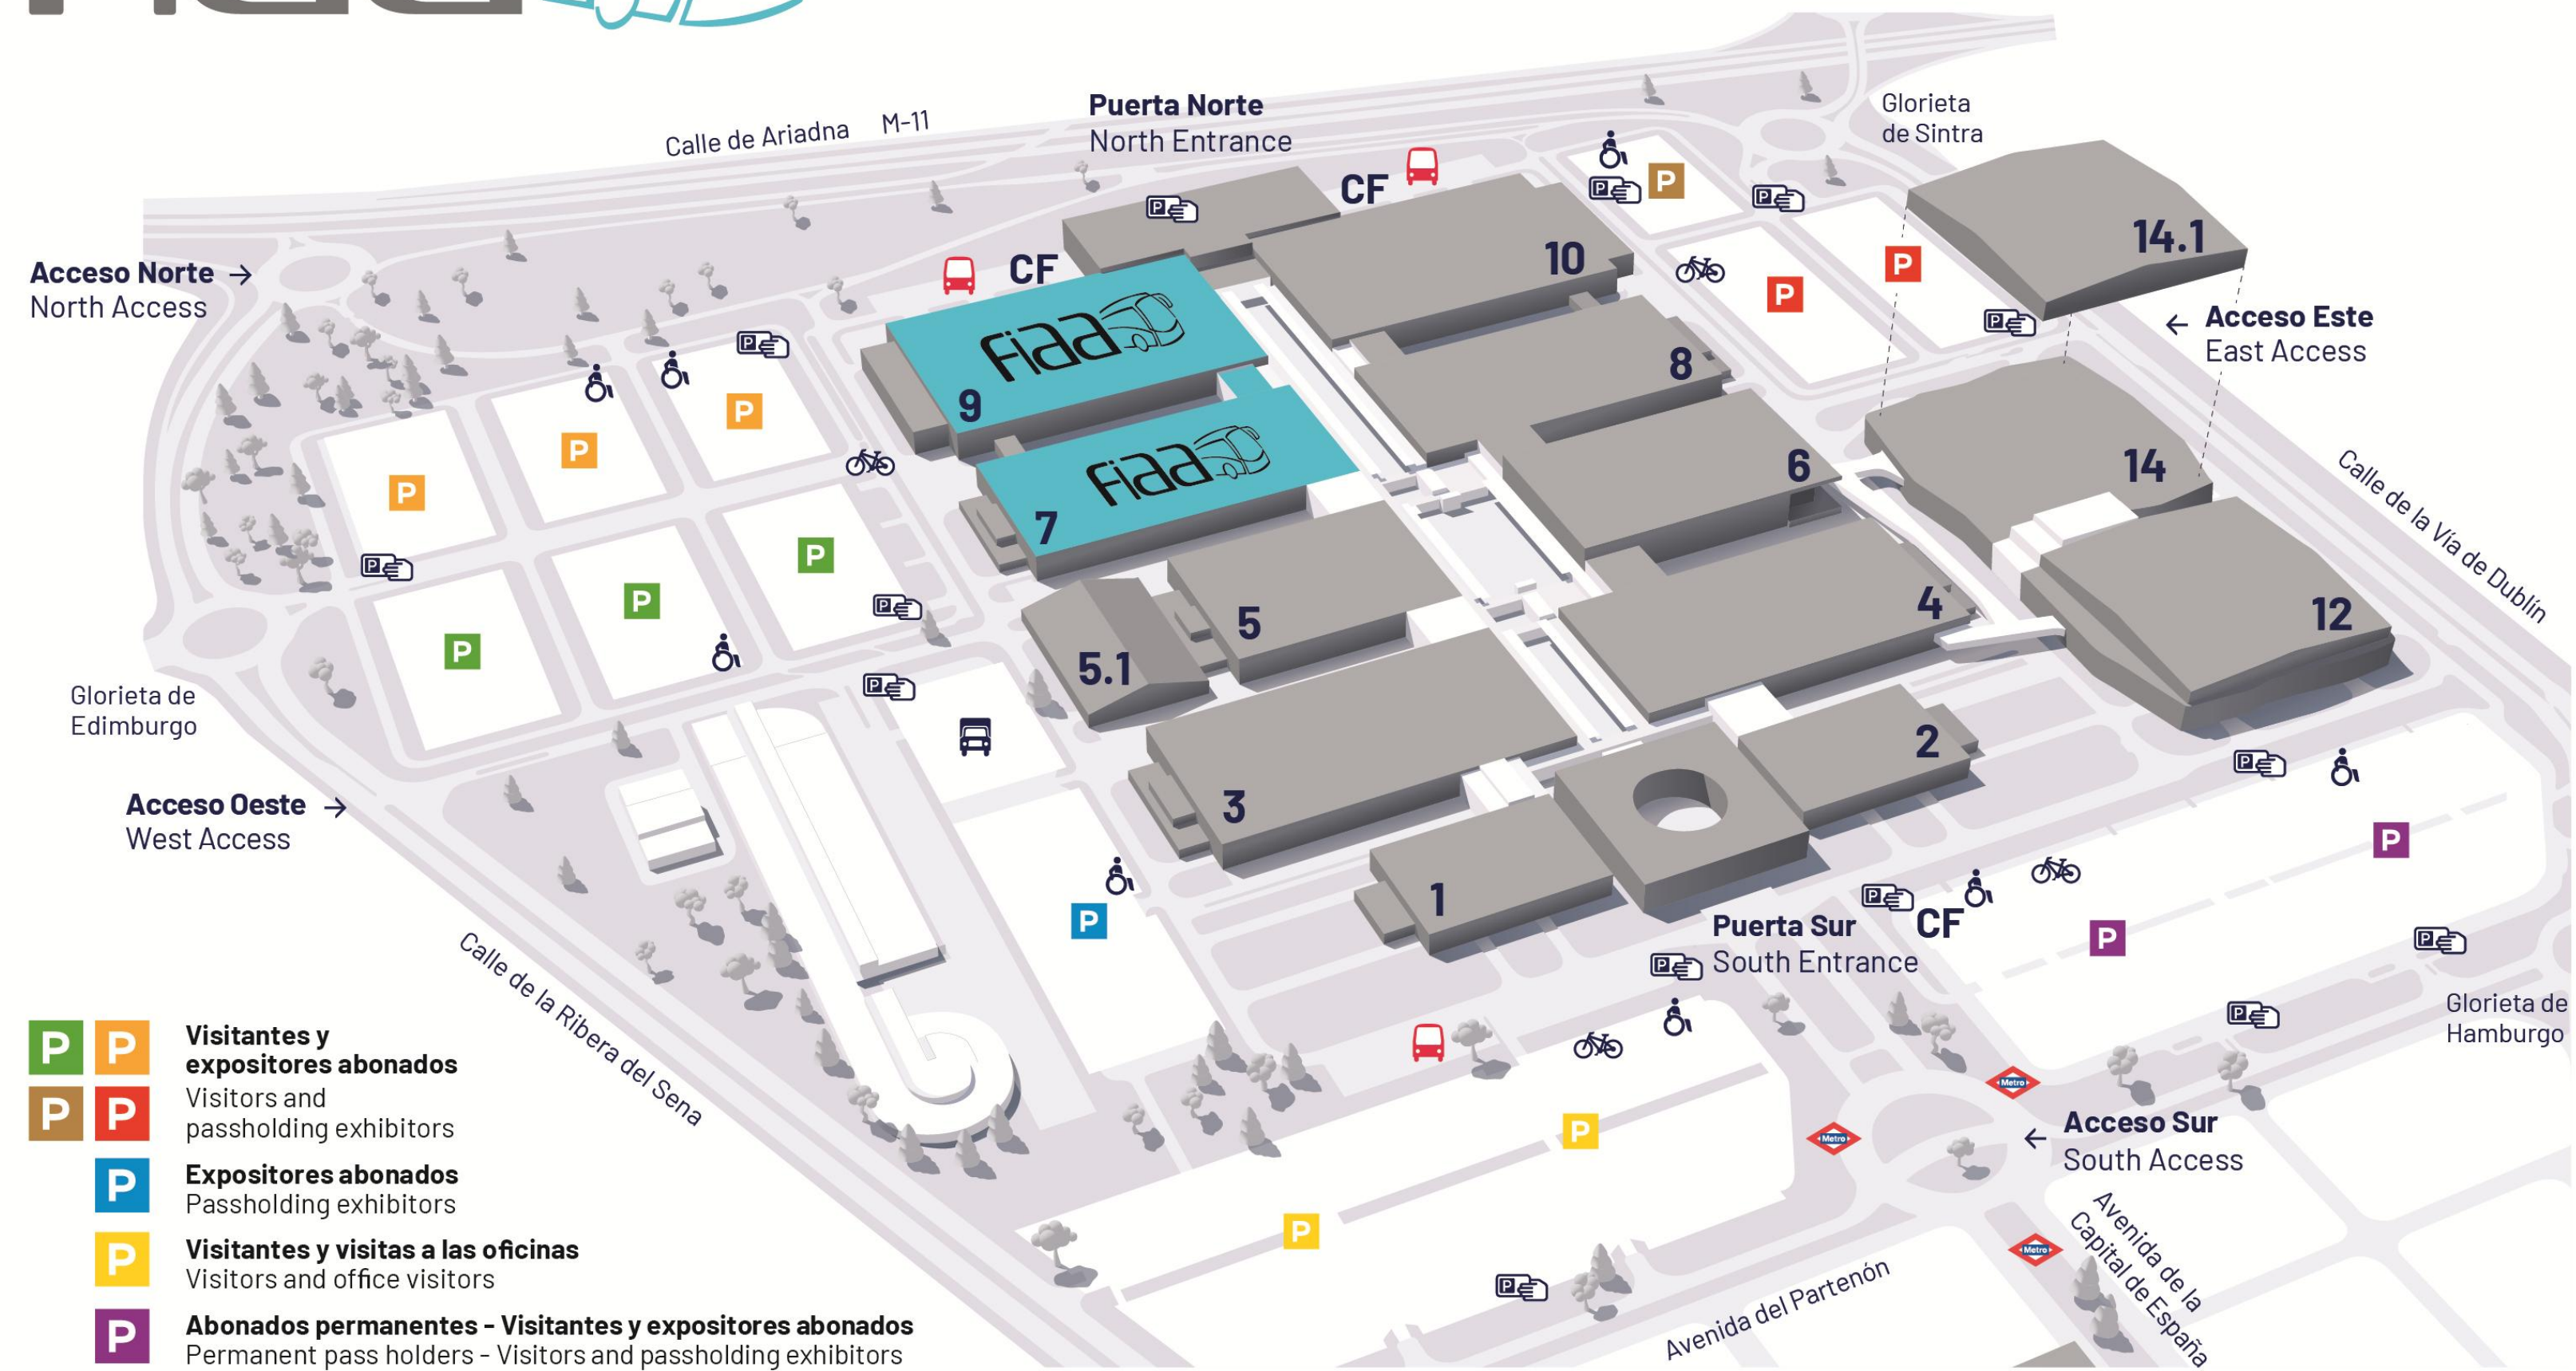 Puerta Norte
North Entrance
Calle de Ariadna M-11
Glorieta
de Sintra
CF
CF
Acceso Norte →
North Access
10
14.1
← Acceso Este
East Access
fiaa
9
8
fiaa
7
6
14
Calle de la Vía de Dublín
5
5.1
4
12
Glorieta de
Edimburgo
Acceso Oeste →
West Access
3
2
1
Puerta Sur
South Entrance
CF
Calle de la Ribera del Sena
Glorieta de
Hamburgo
Metro
Metro
Metro
← Acceso Sur
South Access
Avenida de la
Capital de España
Avenida del Partenón
P P Visitantes y
expositores abonados
P P Visitors and
passholding exhibitors
P Expositores abonados
Passholding exhibitors
P Visitantes y visitas a las oficinas
Visitors and office visitors
P Abonados permanentes - Visitantes y expositores abonados
Permanent pass holders - Visitors and passholding exhibitors